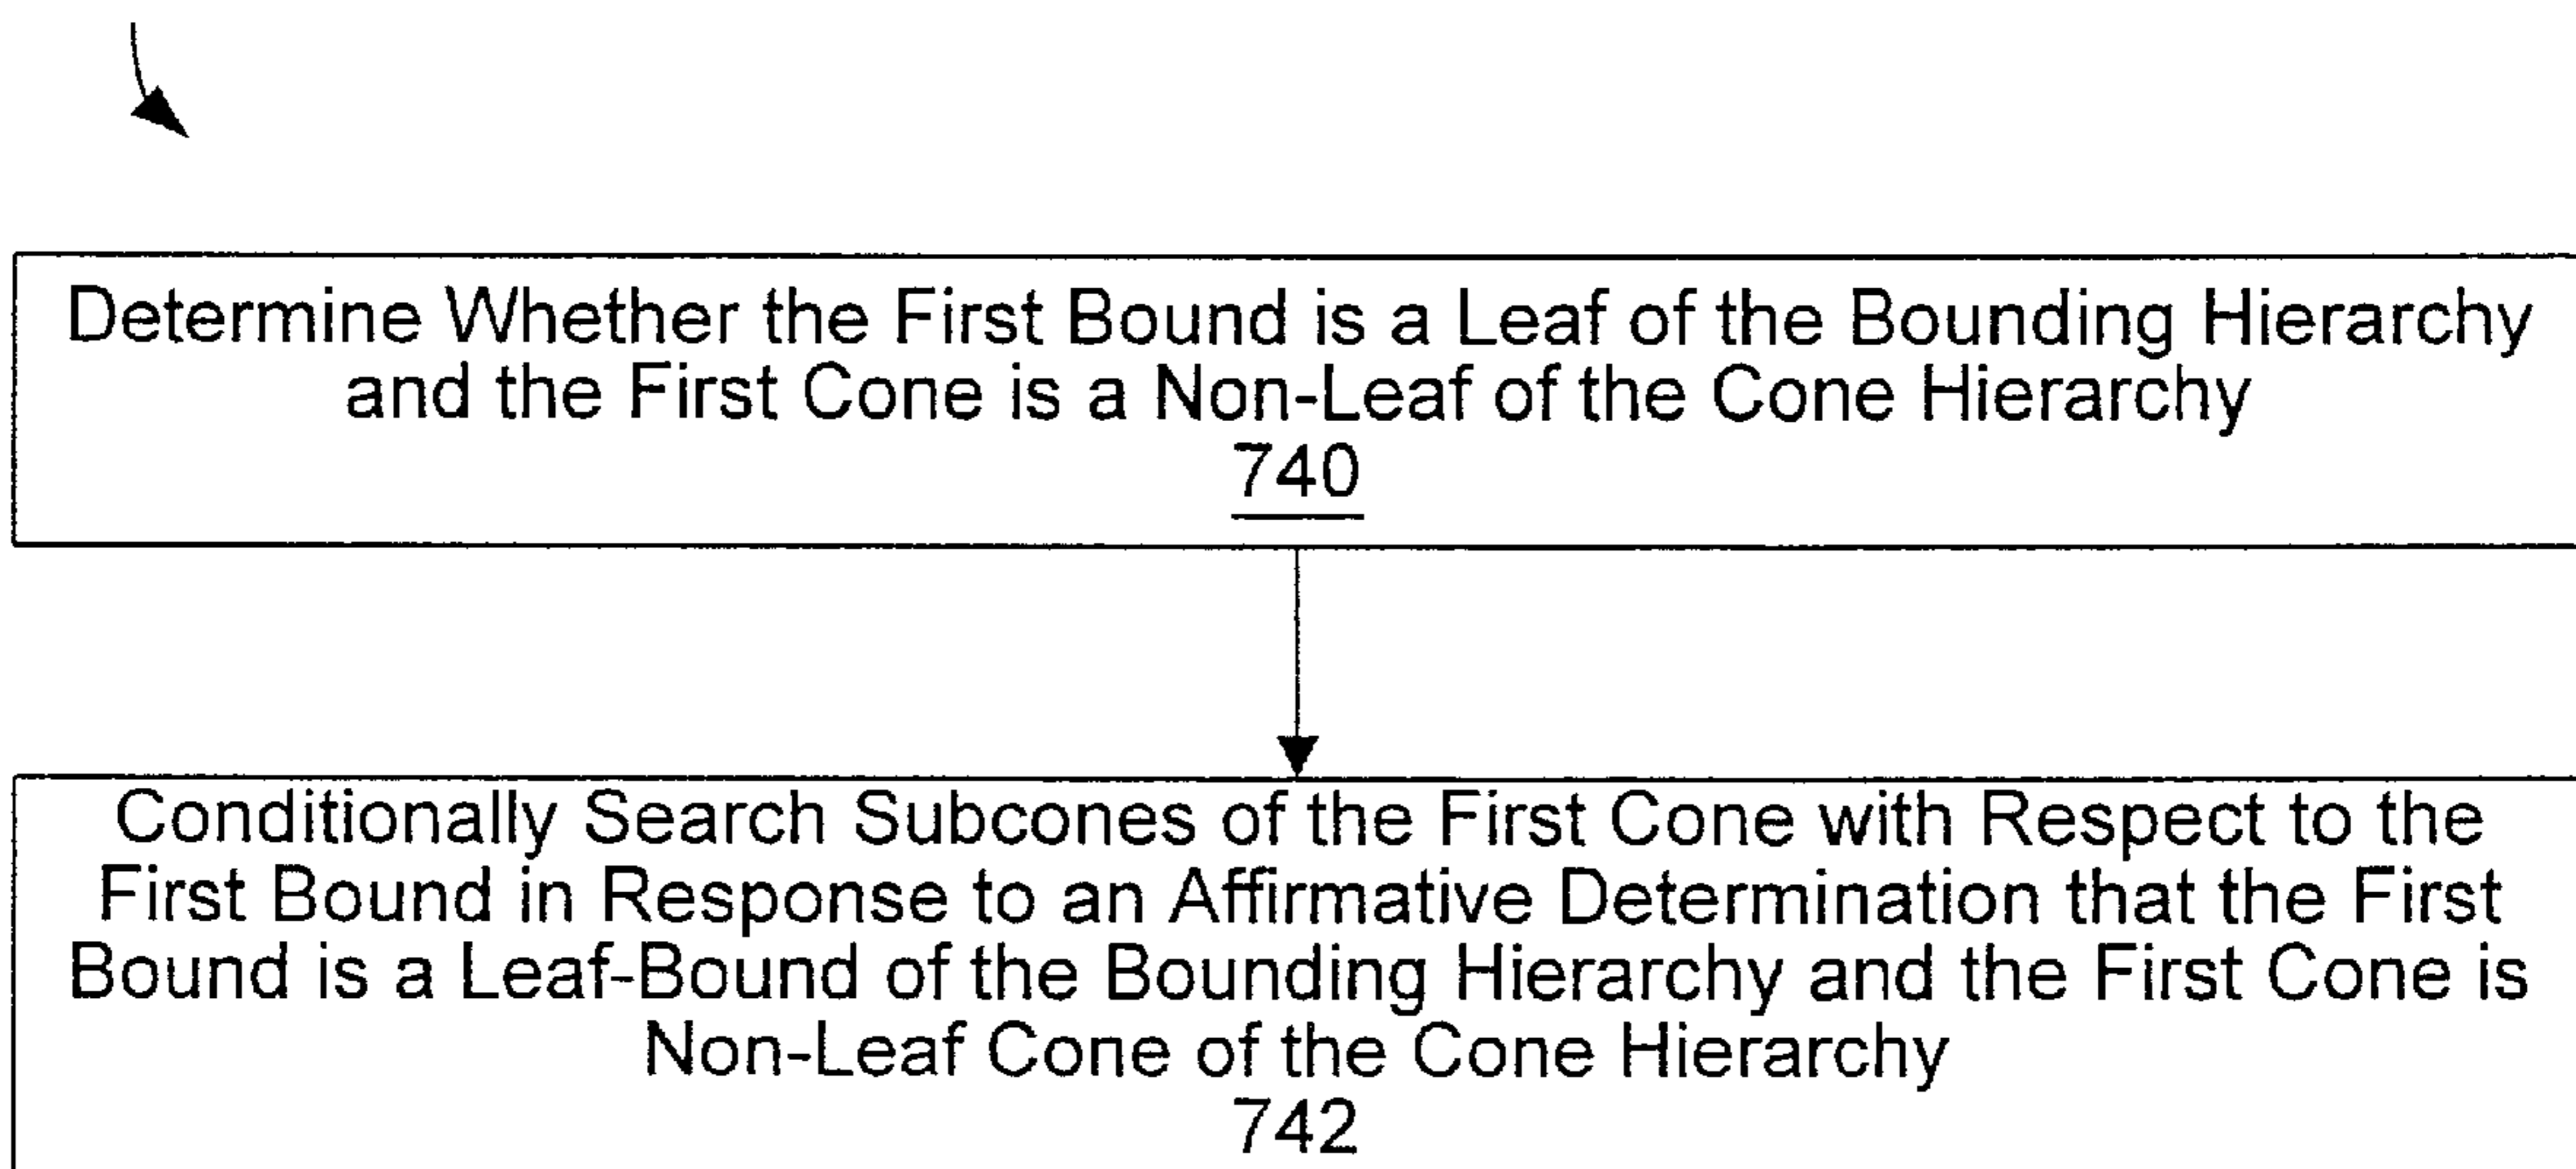 Determine Whether the First Bound is a Leaf of the Bounding Hierarchy
and the First Cone is a Non-Leaf of the Cone Hierarchy
740
Conditionally Search Subcones of the First Cone with Respect to the
First Bound in Response to an Affirmative Determination that the First
Bound is a Leaf-Bound of the Bounding Hierarchy and the First Cone is
Non-Leaf Cone of the Cone Hierarchy
742